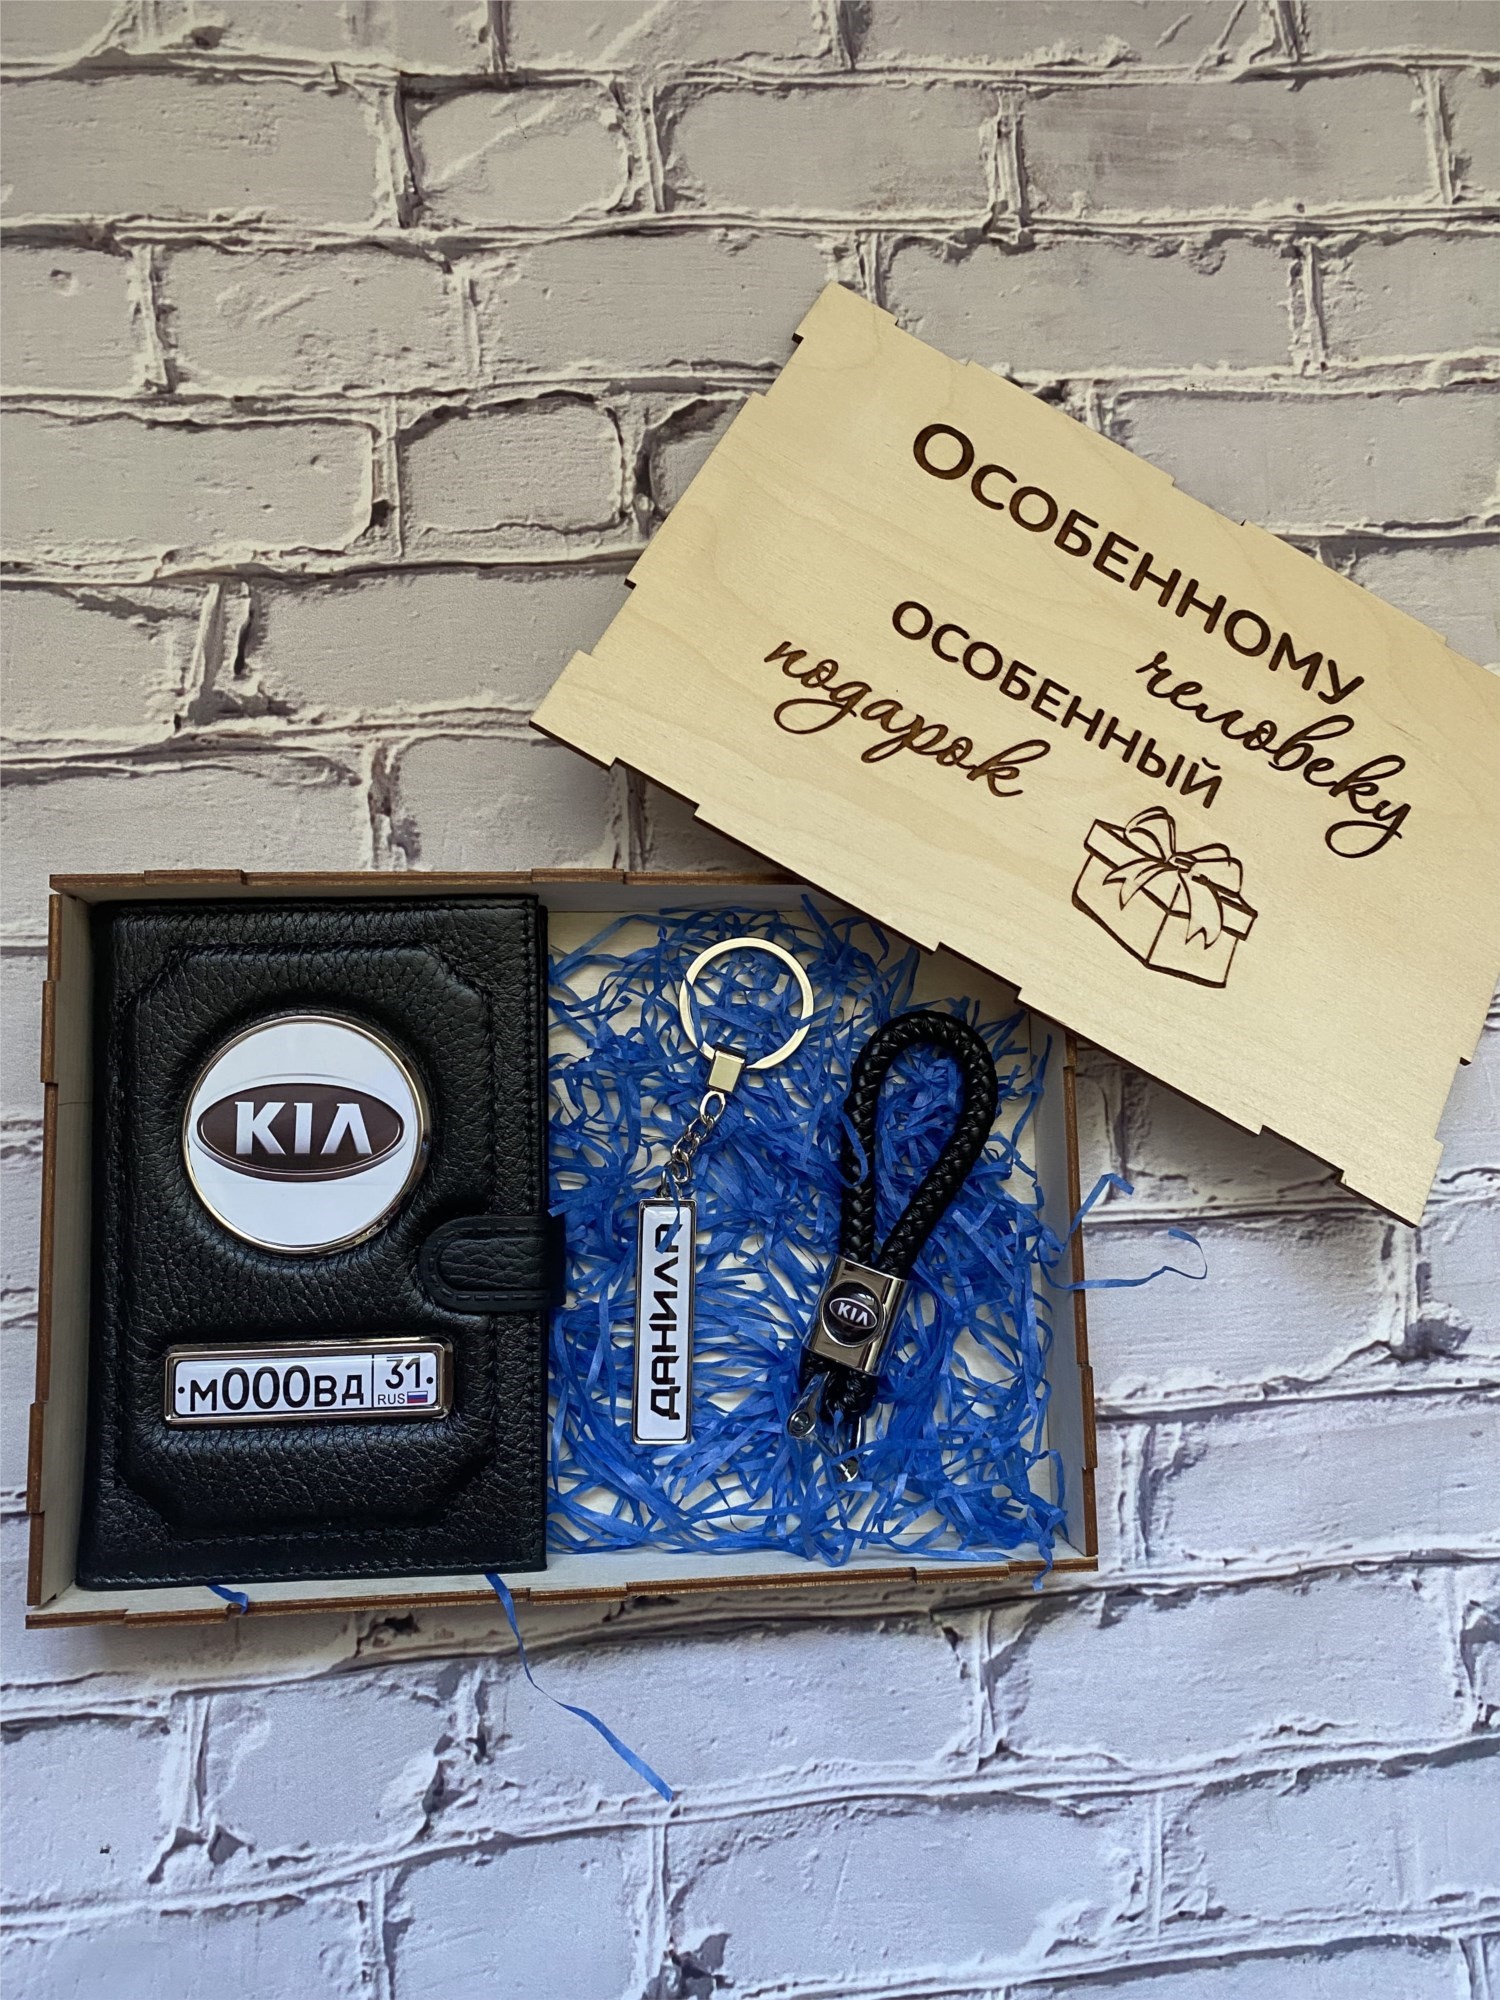 ОСОБЕННОМУ
человеку
ОСОБЕННЫЙ
подарок
KIA
м000вд 31
RUS
ДАНИЛА
KIA